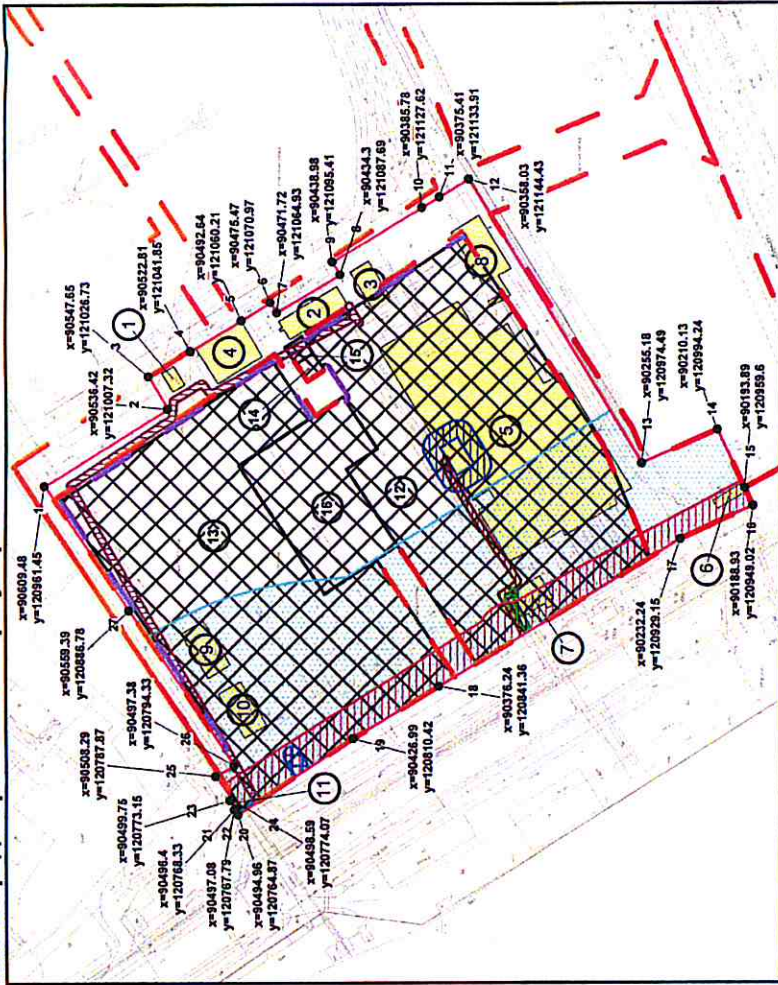 1
x=90609.48
y=120961.45
2
x=90536.42
y=121007.32
3
x=90547.65
y=121026.73
4
x=90522.81
y=121041.85
5
x=90492.64
y=121060.21
6
x=90475.47
y=121070.97
7
x=90471.72
y=121064.93
8
x=90434.3
y=121087.69
9
x=90438.98
y=121095.41
10
x=90385.78
y=121127.62
11
x=90375.41
y=121133.91
12
x=90358.03
y=121144.43
13
x=90255.18
y=120974.49
14
x=90210.13
y=120994.24
15
x=90193.89
y=120959.6
16
x=90188.93
y=120949.02
17
x=90232.24
y=120929.15
18
x=90376.24
y=120841.36
19
x=90426.99
y=120810.42
20
x=90494.96
y=120764.87
22
x=90497.08
y=120767.79
21
x=90496.4
y=120768.33
23
x=90499.75
y=120773.15
24
x=90498.59
y=120774.07
25
x=90508.29
y=120787.87
26
x=90497.38
y=120794.33
27
x=90559.39
y=120886.78
1
2
3
4
5
6
7
8
9
10
11
12
13
14
15
16